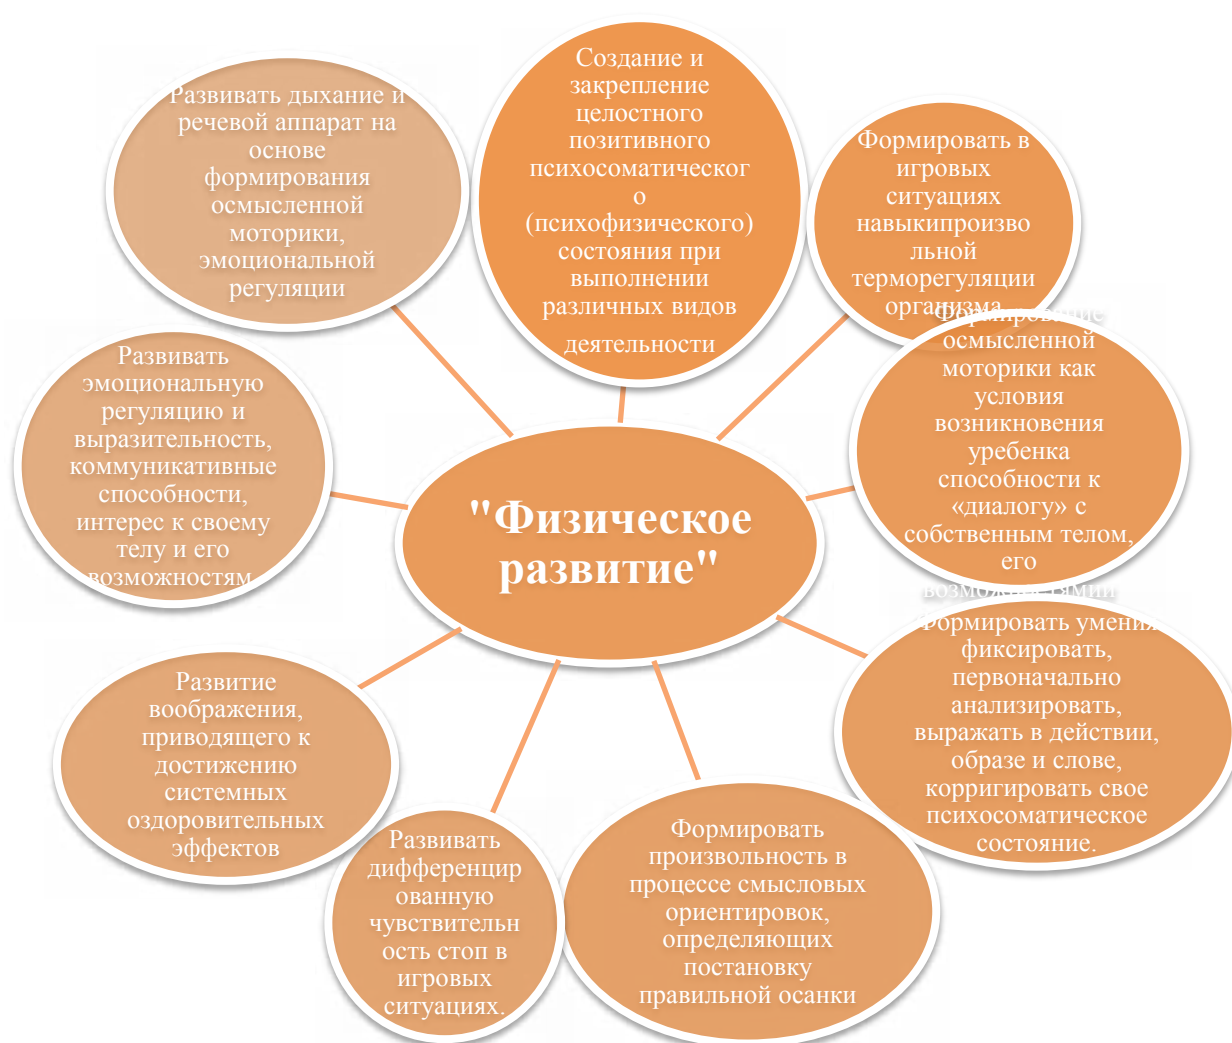 Создание и
закрепление
целостного
позитивного
психосоматическог
о
(психофизического)
состояния при
выполнении
различных видов
деятельности
Формировать в
игровых
ситуациях
навыкипроизво
льной
терморегуляции
организма
Формирование
осмысленной
моторики как
условия
возникновения
уребенка
способности к
«диалогу» с
собственным телом,
его
возможностями
Формировать умения
фиксировать,
первоначально
анализировать,
выражать в действии,
образе и слове,
корригировать свое
психосоматическое
состояние.
Формировать
произвольность в
процессе смысловых
ориентировок,
определяющих
постановку
правильной осанки
Развивать
дифференцир
ованную
чувствительн
ость стоп в
игровых
ситуациях.
Развитие
воображения,
приводящего к
достижению
системных
оздоровительных
эффектов
Развивать
эмоциональную
регуляцию и
выразительность,
коммуникативные
способности,
интерес к своему
телу и его
возможностям
Развивать дыхание и
речевой аппарат на
основе
формирования
осмысленной
моторики,
эмоциональной
регуляции
"Физическое
развитие"